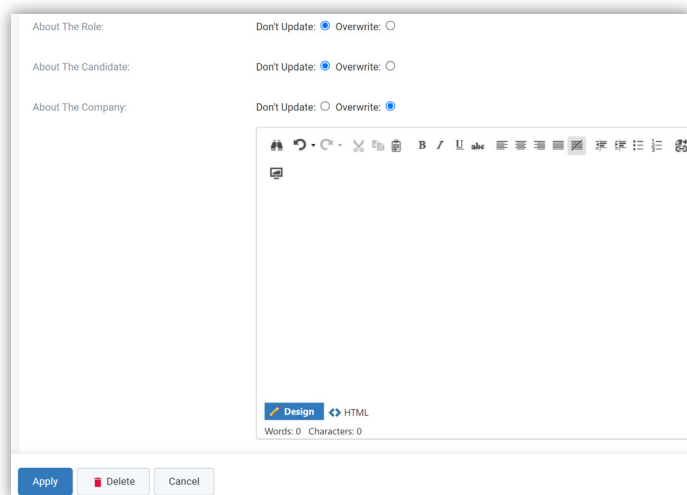 About The Role: Don't Update: Overwrite:
About The Candidate: Don't Update: Overwrite:
About The Company: Don't Update: Overwrite:
B I U abc
Design HTML
Words: 0 Characters: 0
Apply Delete Cancel